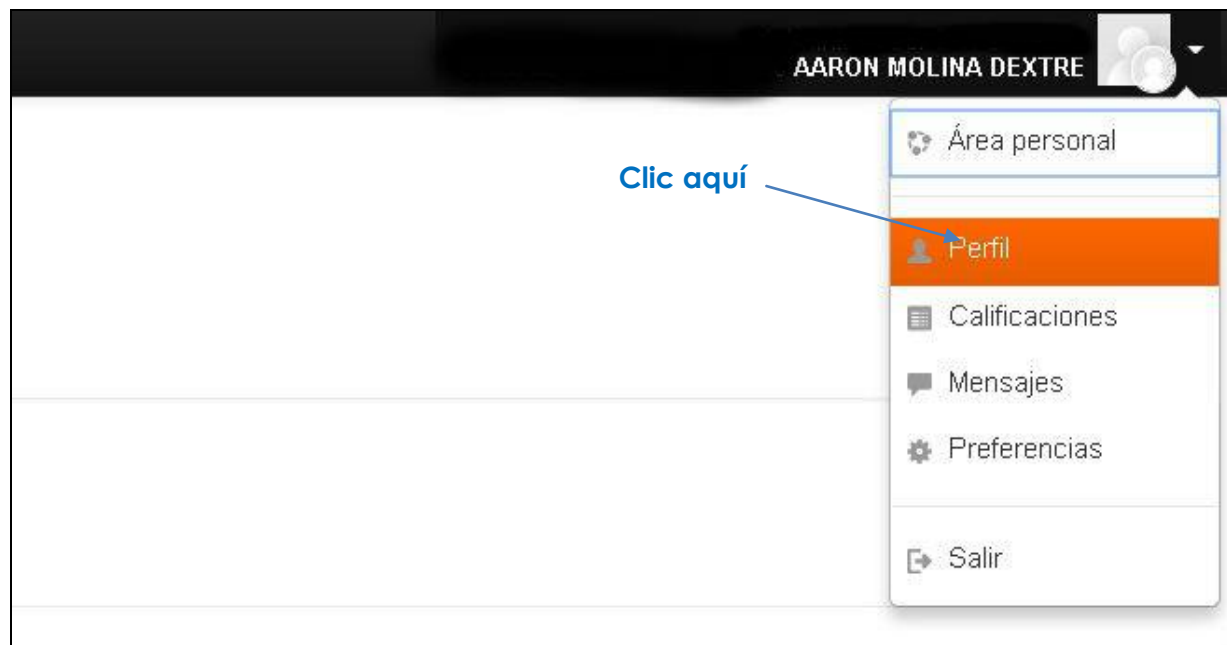 AARON MOLINA DEXTRE
Área personal
Clic aquí
Perfil
Calificaciones
Mensajes
Preferencias
Salir